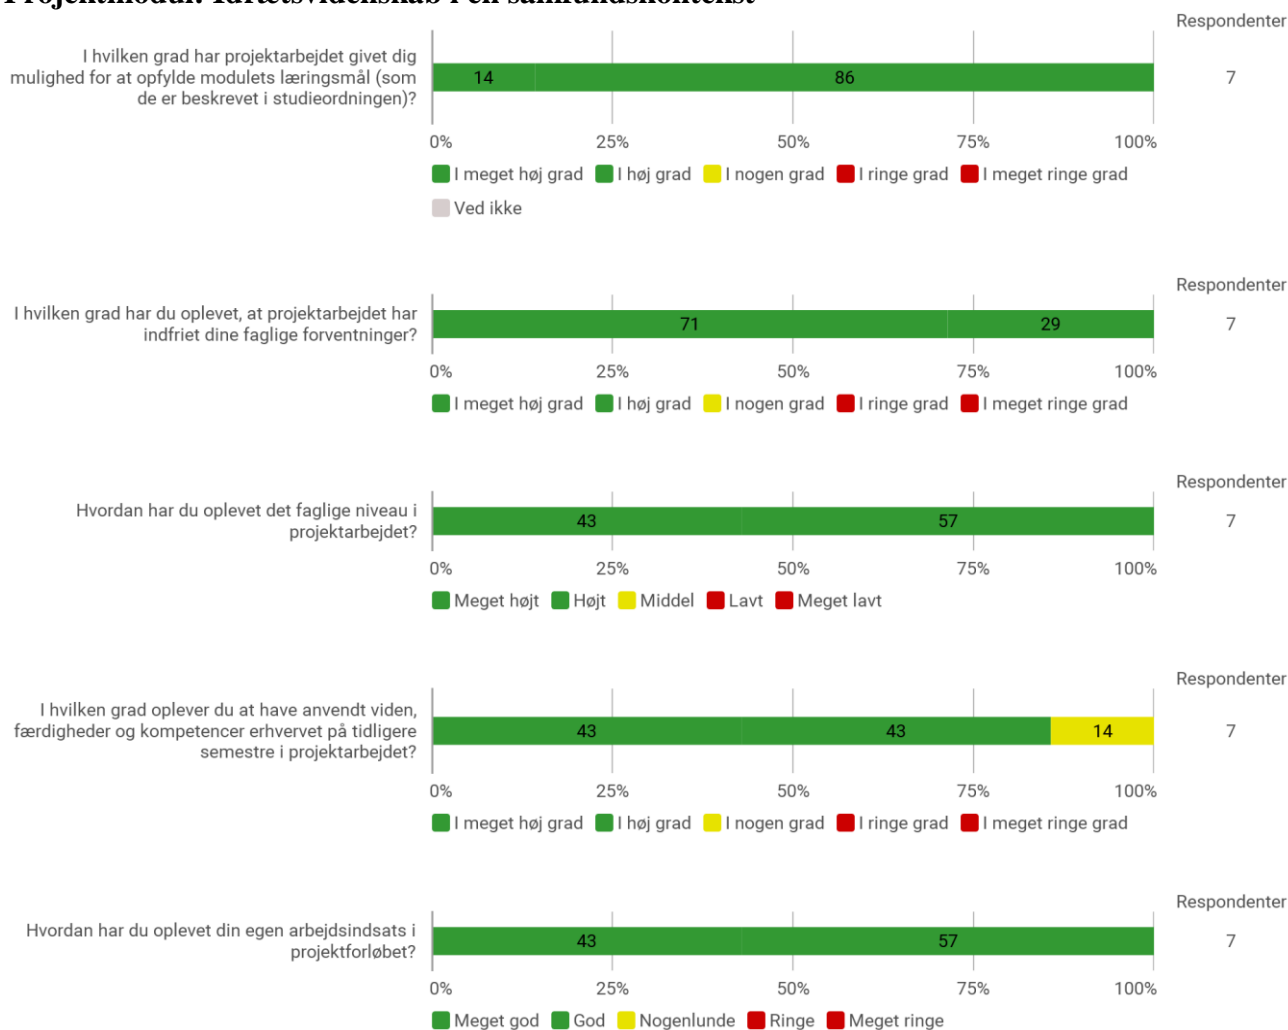 Projektmodul: Idrætsvidenskab i en samfundskontekst
Respondenter
I hvilken grad har projektarbejdet givet dig
mulighed for at opfylde modulets læringsmål (som
de er beskrevet i studieordningen)?
14 86 7
0% 25% 50% 75% 100%
I meget høj grad I høj grad I nogen grad I ringe grad I meget ringe grad
Ved ikke
Respondenter
I hvilken grad har du oplevet, at projektarbejdet har
indfriet dine faglige forventninger?
71 29 7
0% 25% 50% 75% 100%
I meget høj grad I høj grad I nogen grad I ringe grad I meget ringe grad
Respondenter
Hvordan har du oplevet det faglige niveau i
projektarbejdet?
43 57 7
0% 25% 50% 75% 100%
Meget højt Højt Middel Lavt Meget lavt
Respondenter
I hvilken grad oplever du at have anvendt viden,
færdigheder og kompetencer erhvervet på tidligere
semestre i projektarbejdet?
43 43 14 7
0% 25% 50% 75% 100%
I meget høj grad I høj grad I nogen grad I ringe grad I meget ringe grad
Respondenter
Hvordan har du oplevet din egen arbejdsindsats i
projektforløbet?
43 57 7
0% 25% 50% 75% 100%
Meget god God Nogenlunde Ringe Meget ringe